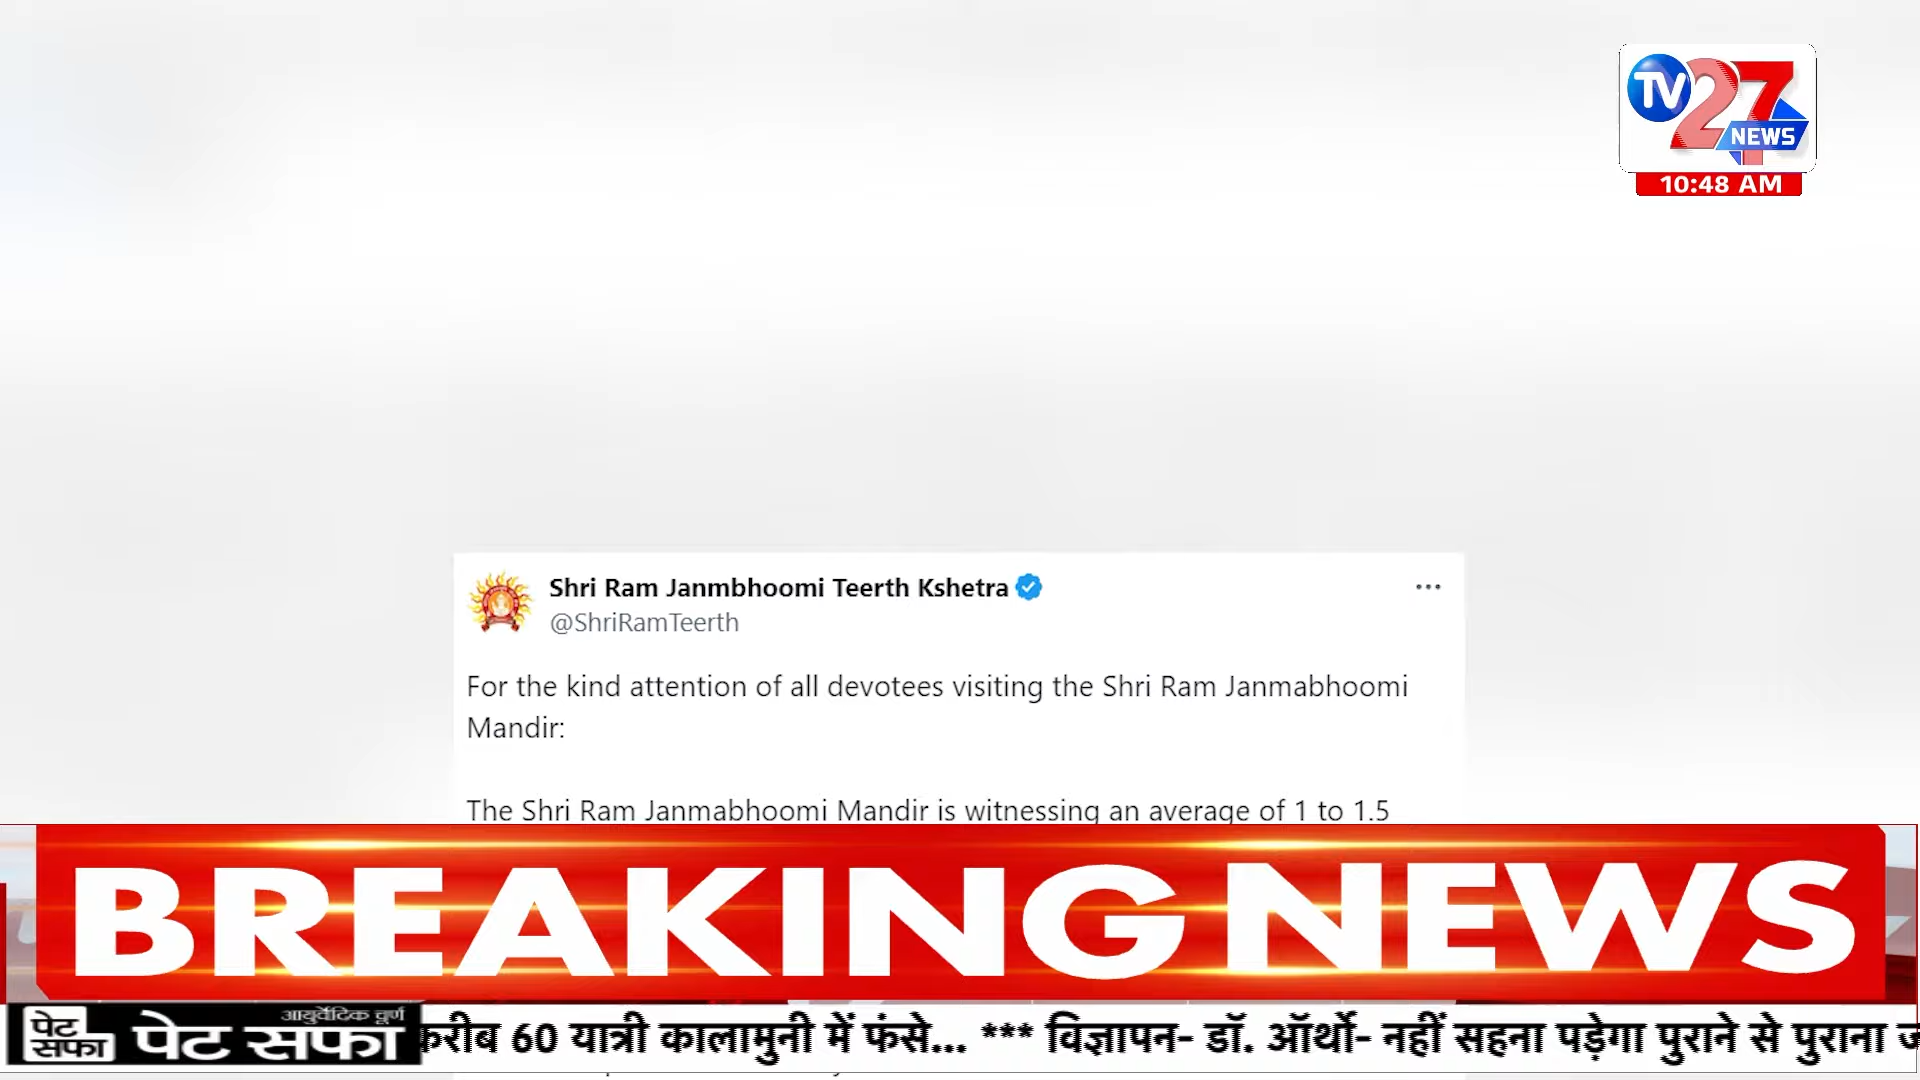 TV
27
NEWS
10:48 AM
Shri Ram Janmbhoomi Teerth Kshetra
@ShriRamTeerth
For the kind attention of all devotees visiting the Shri Ram Janmabhoomi
Mandir:
The Shri Ram Janmabhoomi Mandir is witnessing an average of 1 to 1.5
BREAKING NEWS
पेट
सफा
आयुर्वेदिक चूर्ण
पेट सफा
करीब 60 यात्री कालामुनी में फंसे... *** विज्ञापन- डॉ. ऑर्थो- नहीं सहना पड़ेगा पुराने से पुराना